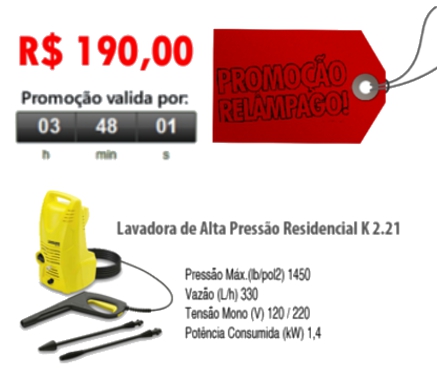 R$ 190,00
PROMOÇÃO
RELÂMPAGO!
Promoção valida por:
03 48 01
h min s
Lavadora de Alta Pressão Residencial K 2.21
Pressão Máx.(lb/pol2) 1450
Vazão (L/h) 330
Tensão Mono (V) 120 / 220
Potência Consumida (kW) 1,4